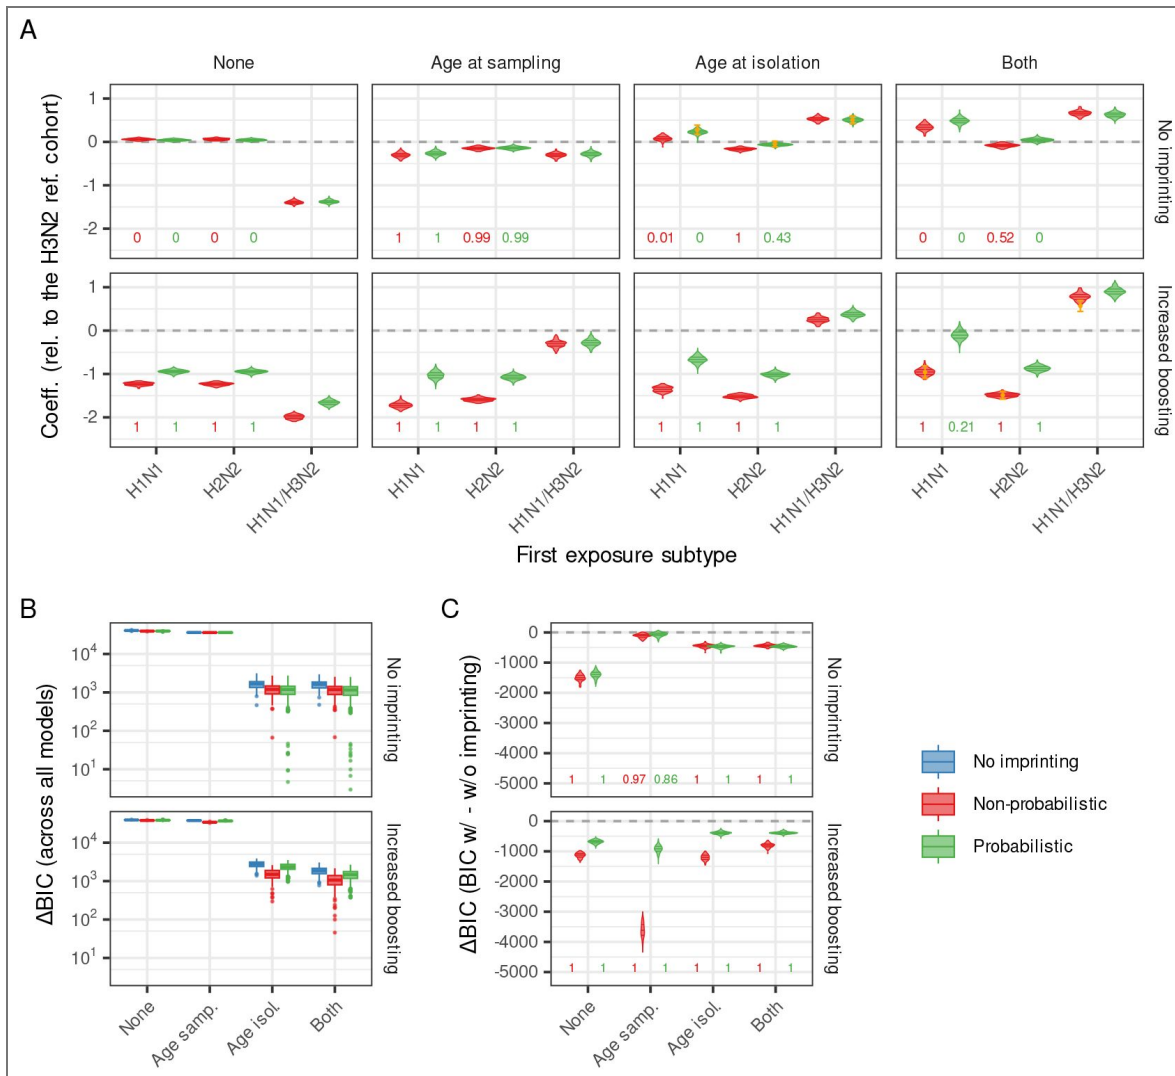 A
None
Age at sampling
Age at isolation
Both
Coeff. (rel. to the H3N2 ref. cohort)
1
0
-1
-2
0 0 0 0
1 1 0.99 0.99
0.01 0 1 0.43
0 0 0.52 0
No imprinting
1
0
-1
-2
1 1 1 1
1 1 1 1
1 1 1 1
1 0.21 1 1
Increased boosting
H1N1 H2N2 H1N1/H3N2
H1N1 H2N2 H1N1/H3N2
H1N1 H2N2 H1N1/H3N2
H1N1 H2N2 H1N1/H3N2
First exposure subtype
B
ΔBIC (across all models)
10⁴
10³
10²
10¹
No imprinting
10⁴
10³
10²
10¹
Increased boosting
None Age samp. Age isol. Both
C
ΔBIC (BIC w/ - w/o imprinting)
0
-1000
-2000
-3000
-4000
-5000
1 1 0.97 0.86 1 1 1 1
No imprinting
0
-1000
-2000
-3000
-4000
-5000
1 1 1 1 1 1 1 1
Increased boosting
None Age samp. Age isol. Both
No imprinting
Non-probabilistic
Probabilistic